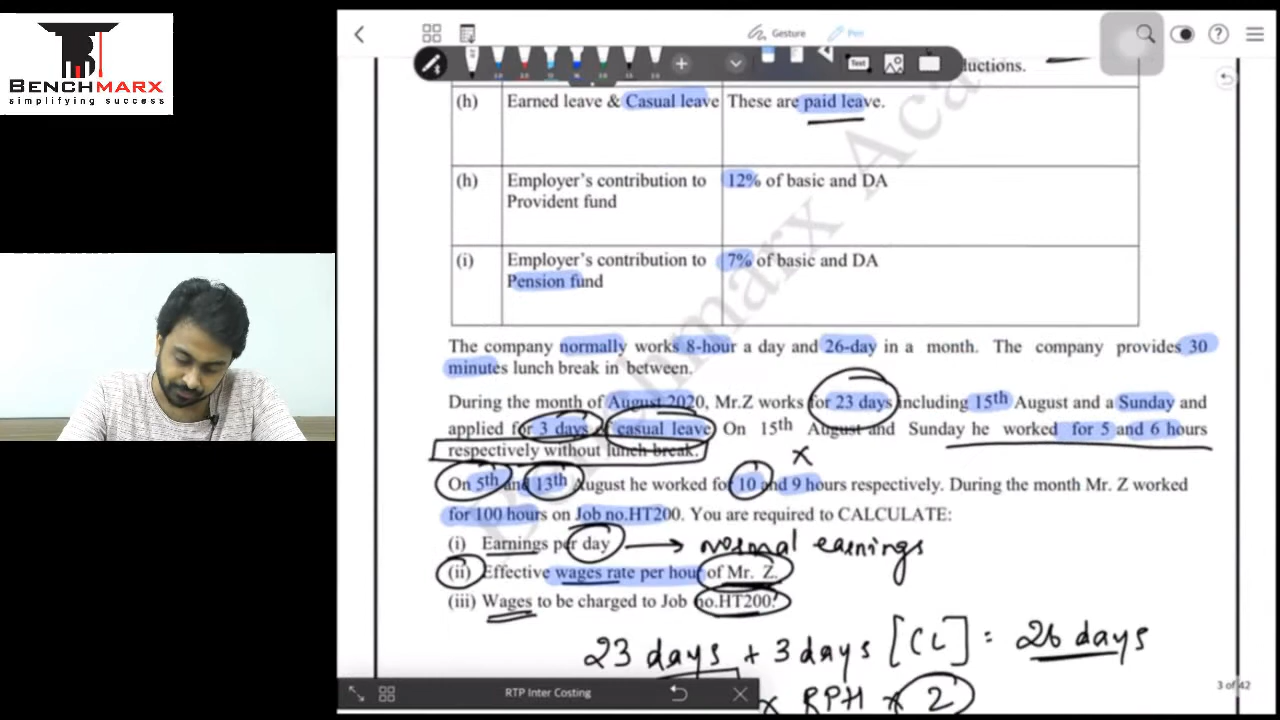 BENCHMARX
simplifying success
Gesture
Pen
Text
ductions.
(h) Earned leave & Casual leave These are paid leave.
(h) Employer's contribution to 12% of basic and DA
Provident fund
(i) Employer's contribution to 7% of basic and DA
Pension fund
Benchmarx Aca
The company normally works 8-hour a day and 26-day in a month. The company provides 30
minutes lunch break in between.
During the month of August 2020, Mr.Z works for 23 days including 15th August and a Sunday and
applied for 3 days of casual leave On 15th August and Sunday he worked for 5 and 6 hours
respectively without lunch break.
x
On 5th and 13th August he worked for 10 and 9 hours respectively. During the month Mr. Z worked
for 100 hours on Job no.HT200. You are required to CALCULATE:
(i) Earnings per day → normal earnings
(ii) Effective wages rate per hour of Mr. Z.
(iii) Wages to be charged to Job no.HT200.
23 days + 3 days [CL] = 26 days
x RPH x 2
RTP Inter Costing
3 of 42